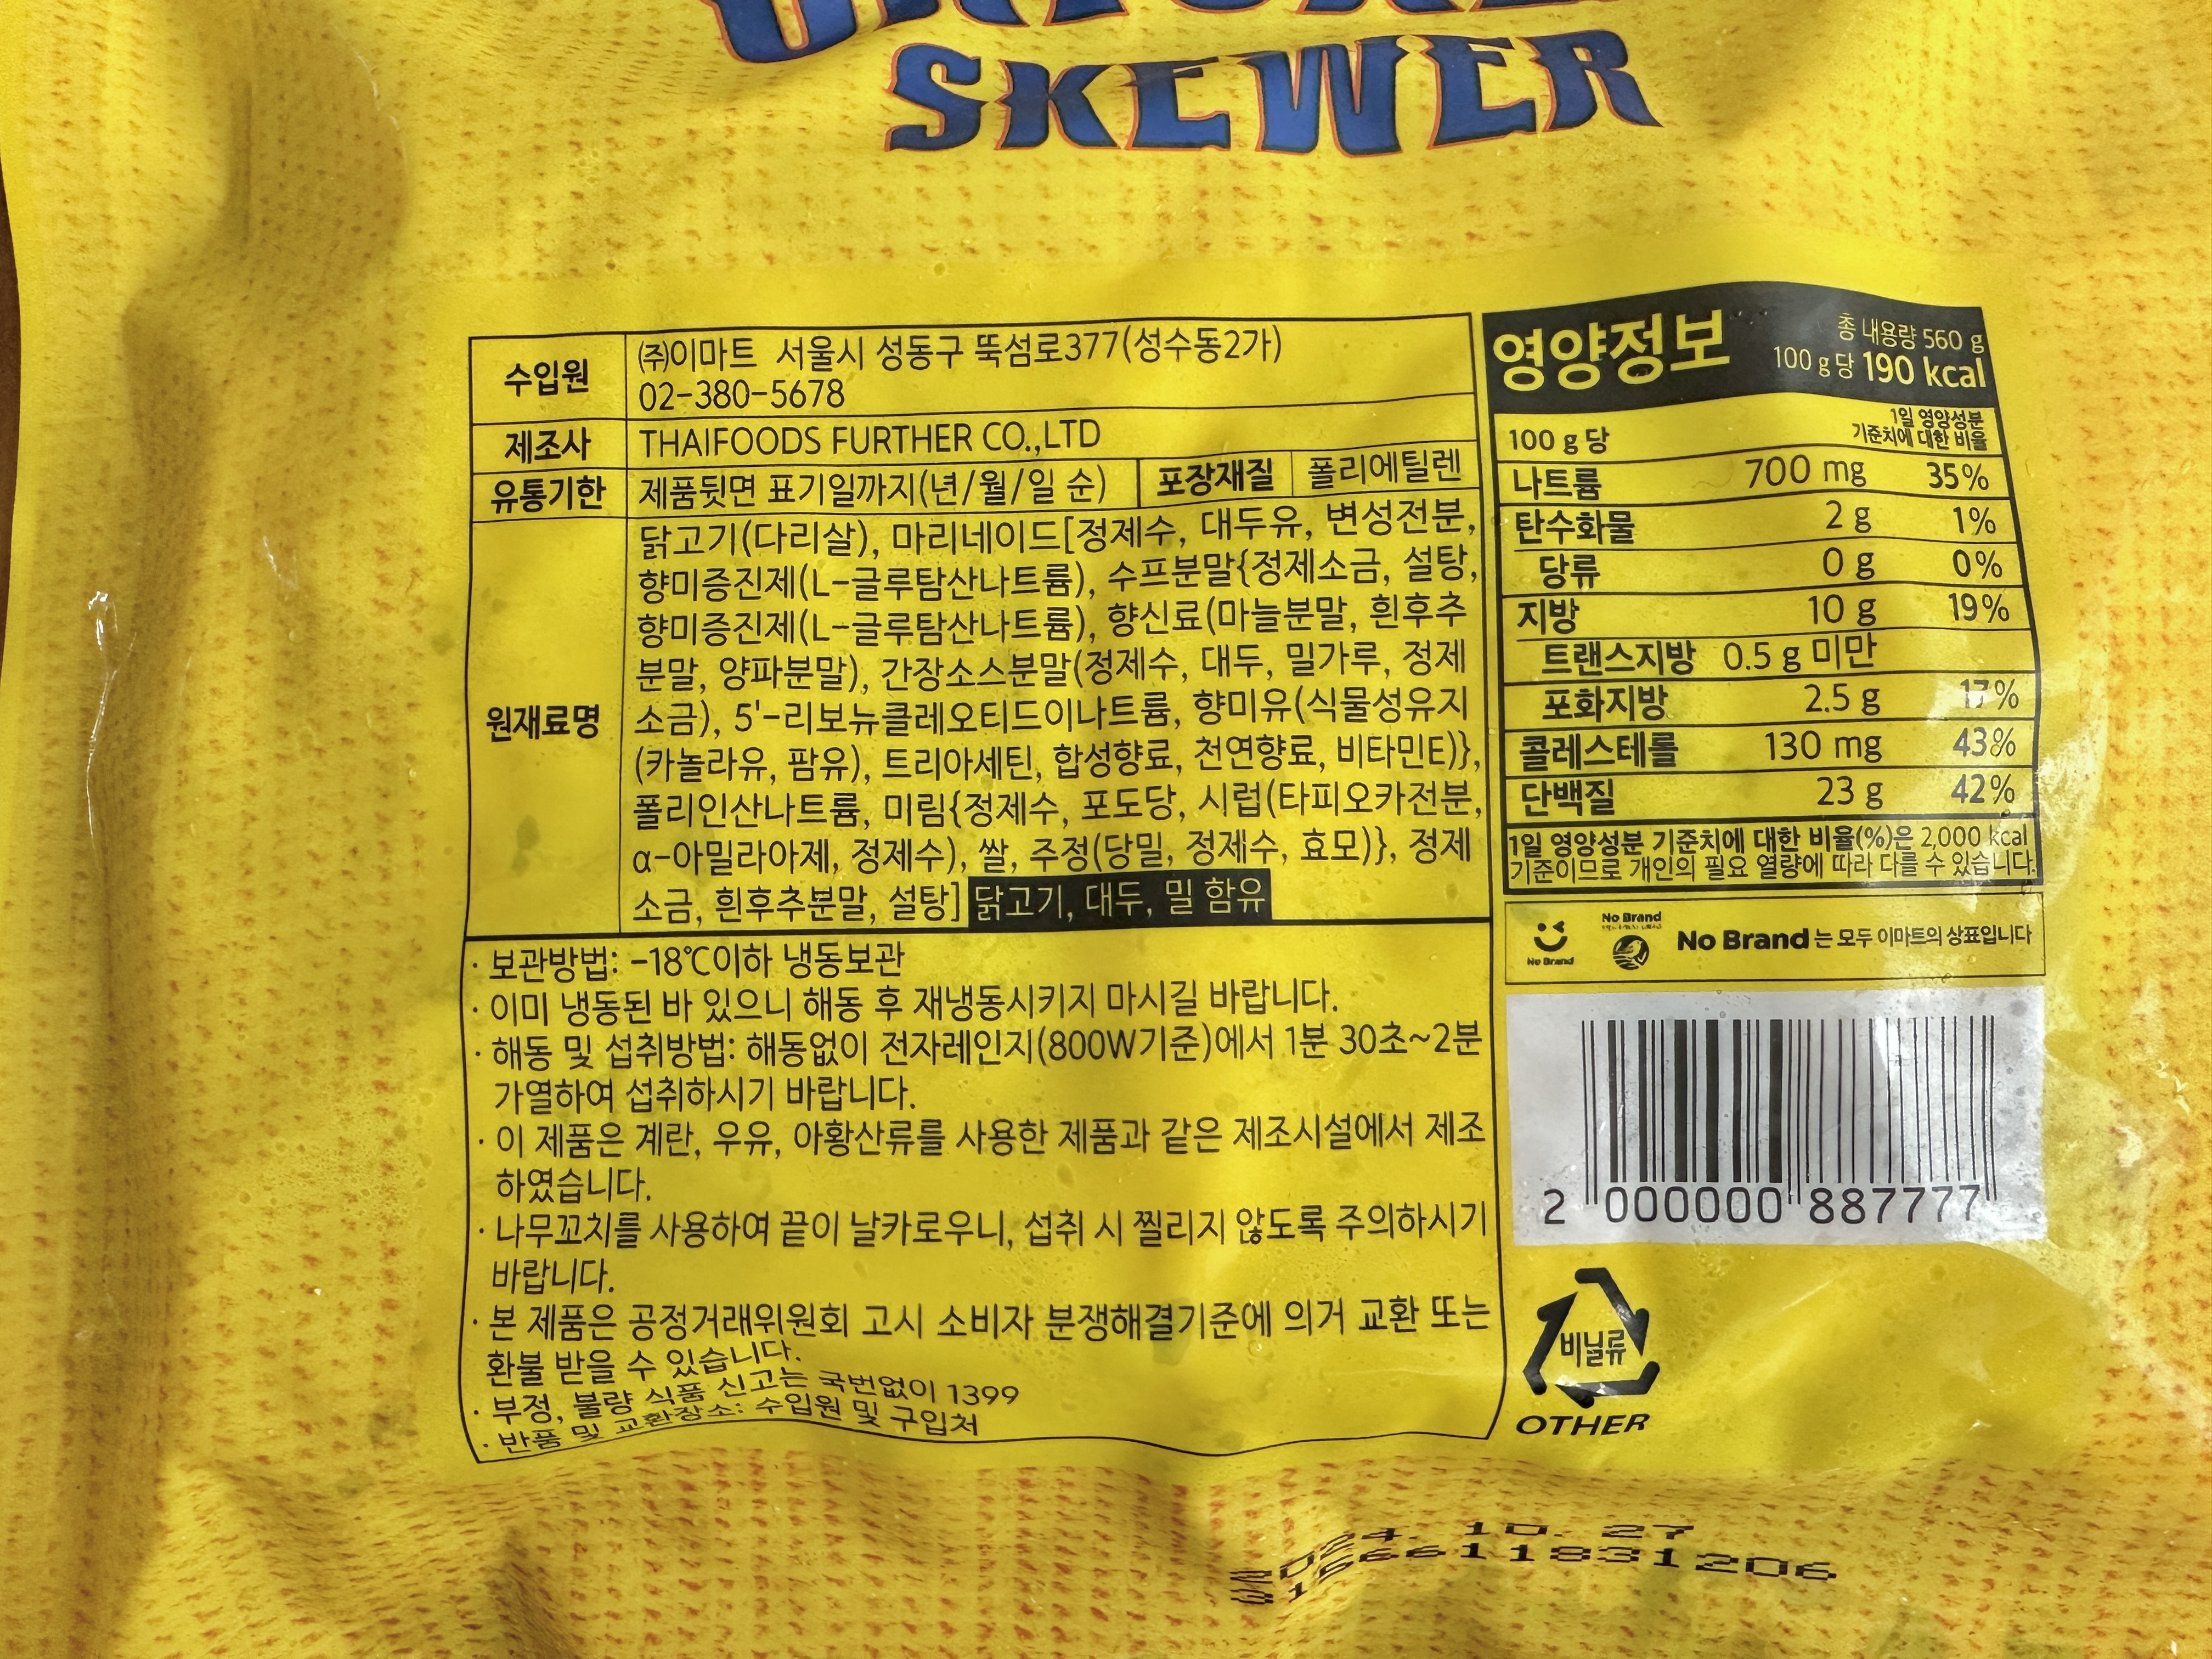 SKEWER
수입원
㈜이마트 서울시 성동구 뚝섬로377(성수동2가)
02-380-5678
제조사
THAIFOODS FURTHER CO.,LTD
유통기한
제품뒷면 표기일까지(년/월/일 순)
포장재질
폴리에틸렌
원재료명
닭고기(다리살), 마리네이드[정제수, 대두유, 변성전분,
향미증진제(L-글루탐산나트륨), 수프분말{정제소금, 설탕,
향미증진제(L-글루탐산나트륨), 향신료(마늘분말, 흰후추
분말, 양파분말), 간장소스분말(정제수, 대두, 밀가루, 정제
소금), 5'-리보뉴클레오티드이나트륨, 향미유(식물성유지
(카놀라유, 팜유), 트리아세틴, 합성향료, 천연향료, 비타민E)},
폴리인산나트륨, 미림{정제수, 포도당, 시럽(타피오카전분,
α-아밀라아제, 정제수), 쌀, 주정(당밀, 정제수, 효모)}, 정제
소금, 흰후추분말, 설탕] 닭고기, 대두, 밀 함유
· 보관방법: -18℃이하 냉동보관
· 이미 냉동된 바 있으니 해동 후 재냉동시키지 마시길 바랍니다.
· 해동 및 섭취방법: 해동없이 전자레인지(800W기준)에서 1분 30초~2분
가열하여 섭취하시기 바랍니다.
· 이 제품은 계란, 우유, 아황산류를 사용한 제품과 같은 제조시설에서 제조
하였습니다.
· 나무꼬치를 사용하여 끝이 날카로우니, 섭취 시 찔리지 않도록 주의하시기
바랍니다.
· 본 제품은 공정거래위원회 고시 소비자 분쟁해결기준에 의거 교환 또는
환불 받을 수 있습니다.
· 부정, 불량 식품 신고는 국번없이 1399
· 반품 및 교환장소: 수입원 및 구입처
영양정보
총 내용량 560 g
100 g당 190 kcal
100 g당
1일 영양성분
기준치에 대한 비율
나트륨 700 mg 35%
탄수화물 2 g 1%
당류 0 g 0%
지방 10 g 19%
트랜스지방 0.5 g 미만
포화지방 2.5 g 17%
콜레스테롤 130 mg 43%
단백질 23 g 42%
1일 영양성분 기준치에 대한 비율(%)은 2,000 kcal
기준이므로 개인의 필요 열량에 따라 다를 수 있습니다.
No Brand
No Brand
No Brand 는 모두 이마트의 상표입니다
2 000000 887777
비닐류
OTHER
2024. 10. 27